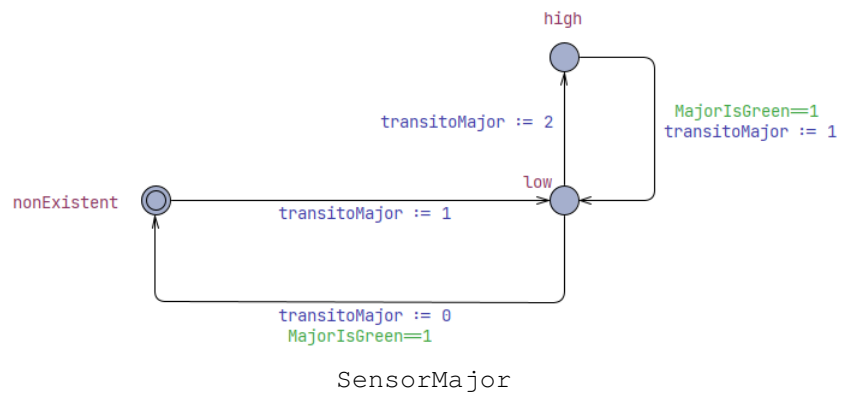 high
MajorIsGreen==1
transitoMajor := 2
transitoMajor := 1
low
nonExistent
transitoMajor := 1
transitoMajor := 0
MajorIsGreen==1
SensorMajor